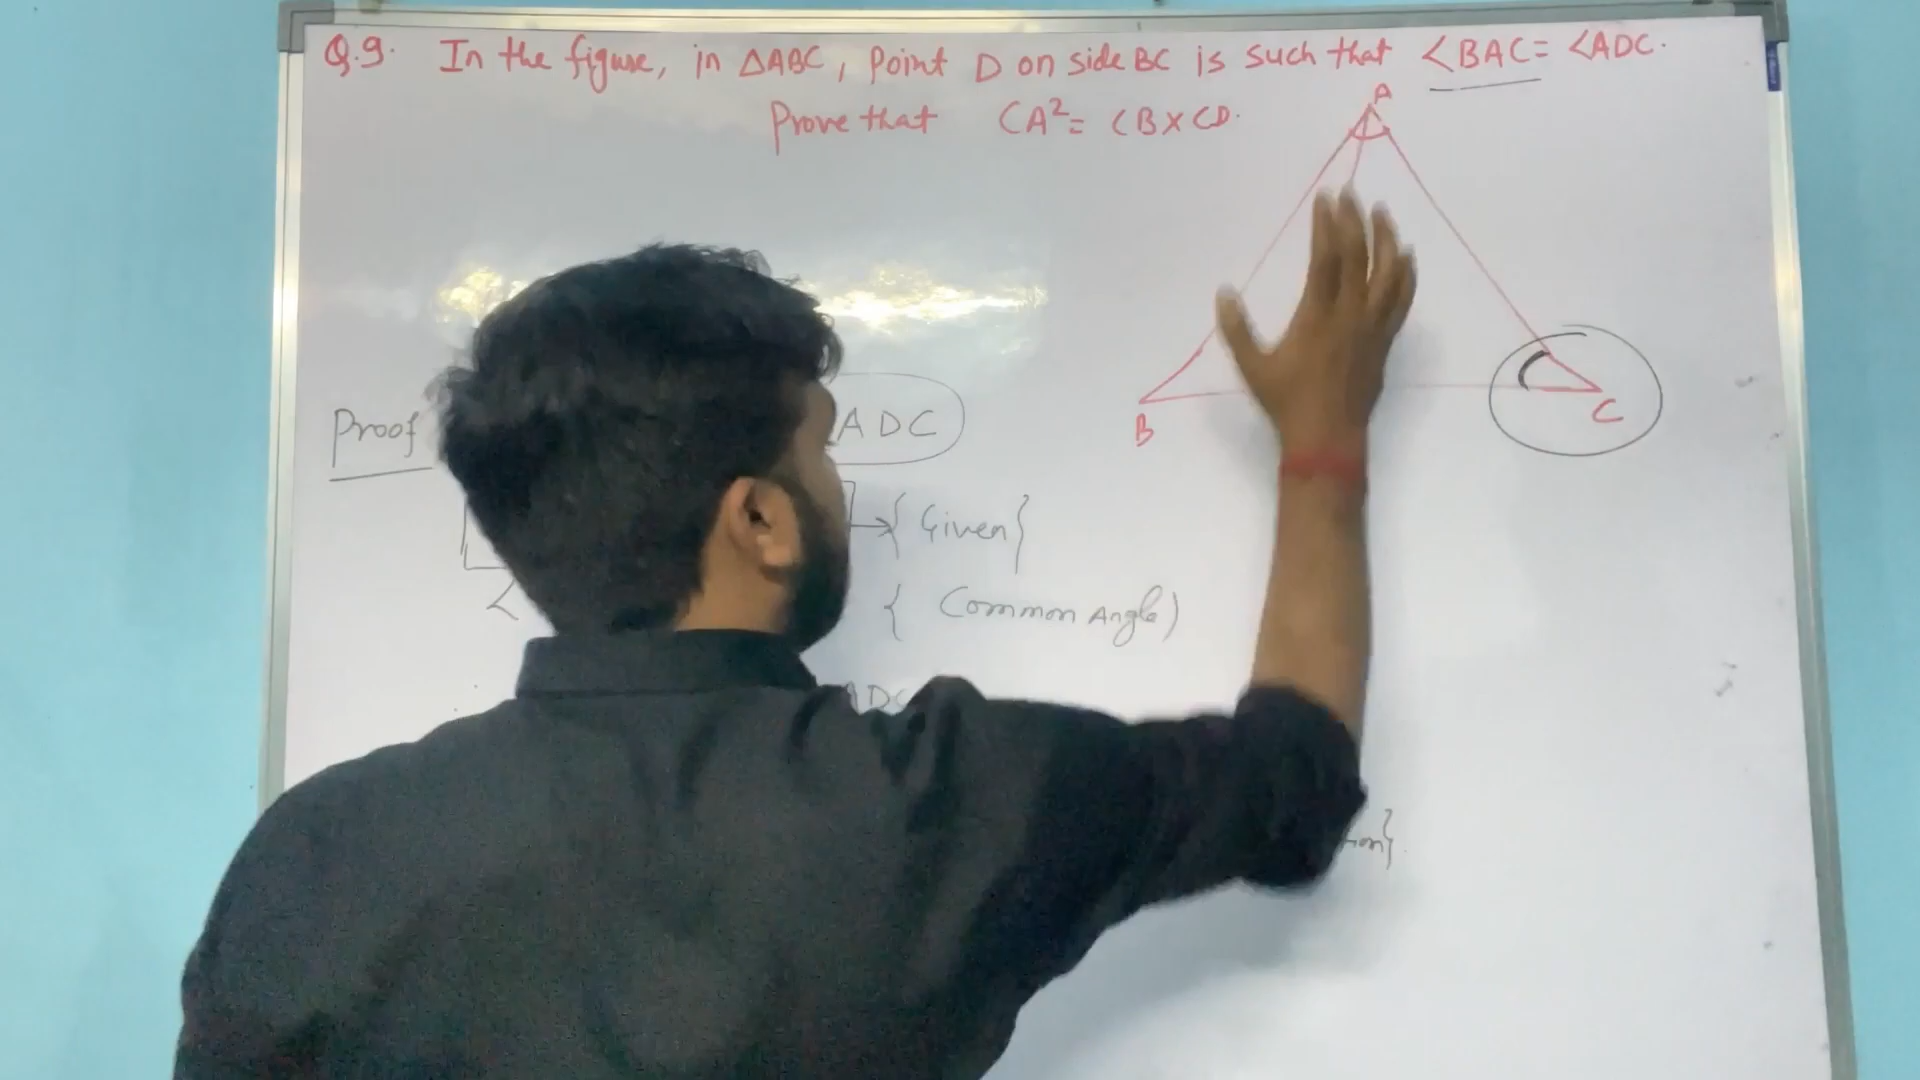 Q.9. In the figure, in △ABC, Point D on side BC is such that ∠BAC = ∠ADC.
Prove that CA² = CB × CD.
A
B
C
Proof ADC
{ Given }
{ Common Angle )
ADC